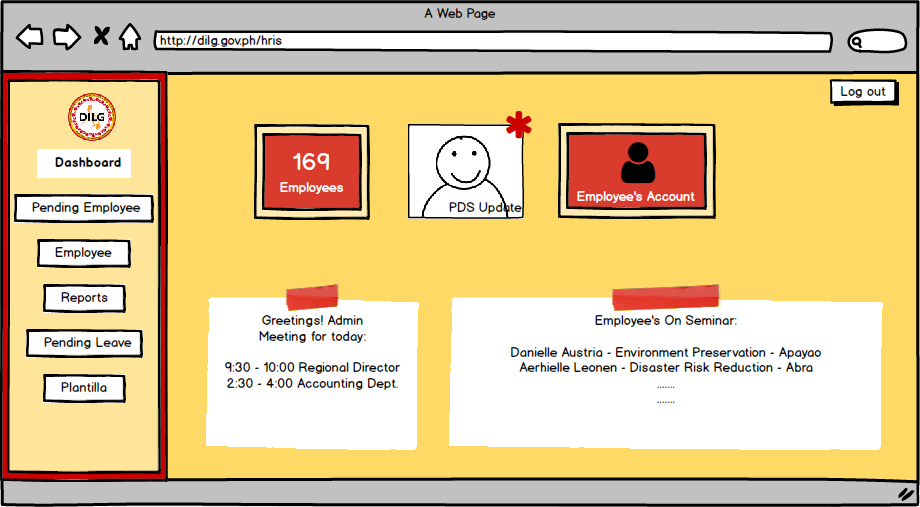 A Web Page
http://dilg.gov.ph/hris
Log out
DILG
Dashboard
Pending Employee
Employee
Reports
Pending Leave
Plantilla
169
Employees
PDS Update
Employee's Account
Greetings! Admin
Meeting for today:
9:30 - 10:00 Regional Director
2:30 - 4:00 Accounting Dept.
Employee's On Seminar:
Danielle Austria - Environment Preservation - Apayao
Aerhielle Leonen - Disaster Risk Reduction - Abra
.......
.......